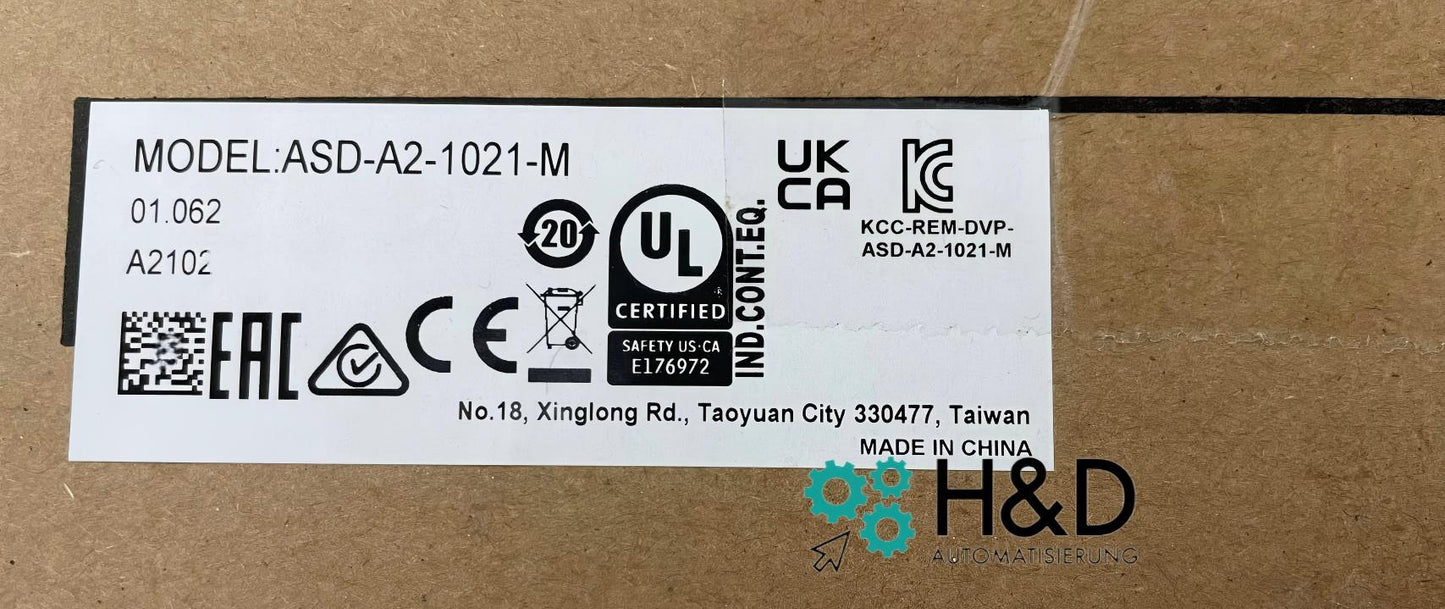 MODEL:ASD-A2-1021-M
01.062
A2102
20
UL
®
CERTIFIED
SAFETY US·CA
E176972
IND.CONT.EQ.
UK
CA
KC
KCC-REM-DVP-
ASD-A2-1021-M
EAC
CE
No.18, Xinglong Rd., Taoyuan City 330477, Taiwan
MADE IN CHINA
H&D
AUTOMATISIERUNG